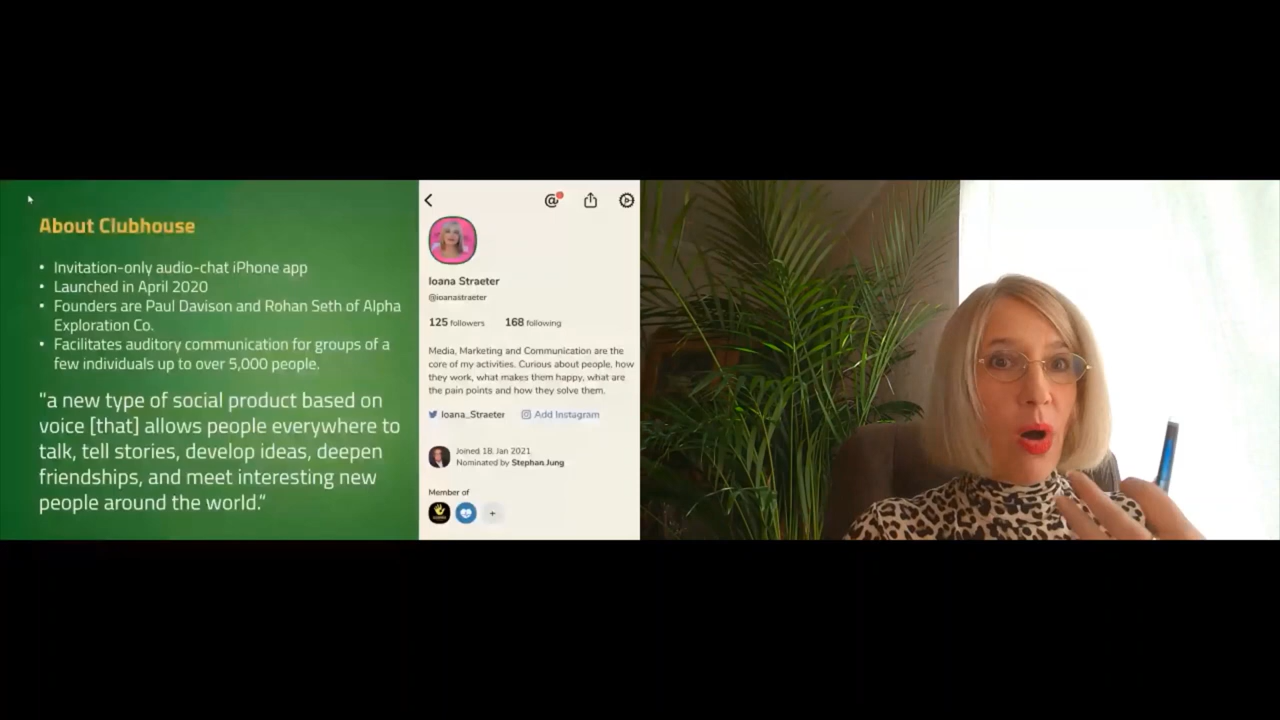 About Clubhouse
• Invitation-only audio-chat iPhone app
• Launched in April 2020
• Founders are Paul Davison and Rohan Seth of Alpha
Exploration Co.
• Facilitates auditory communication for groups of a
few individuals up to over 5,000 people.
"a new type of social product based on
voice [that] allows people everywhere to
talk, tell stories, develop ideas, deepen
friendships, and meet interesting new
people around the world.“
Ioana Straeter
@ioanastraeter
125 followers 168 following
Media, Marketing and Communication are the
core of my activities. Curious about people, how
they work, what makes them happy, what are
the pain points and how they solve them.
Ioana_Straeter Add Instagram
Joined 18. Jan 2021
Nominated by Stephan Jung
Member of